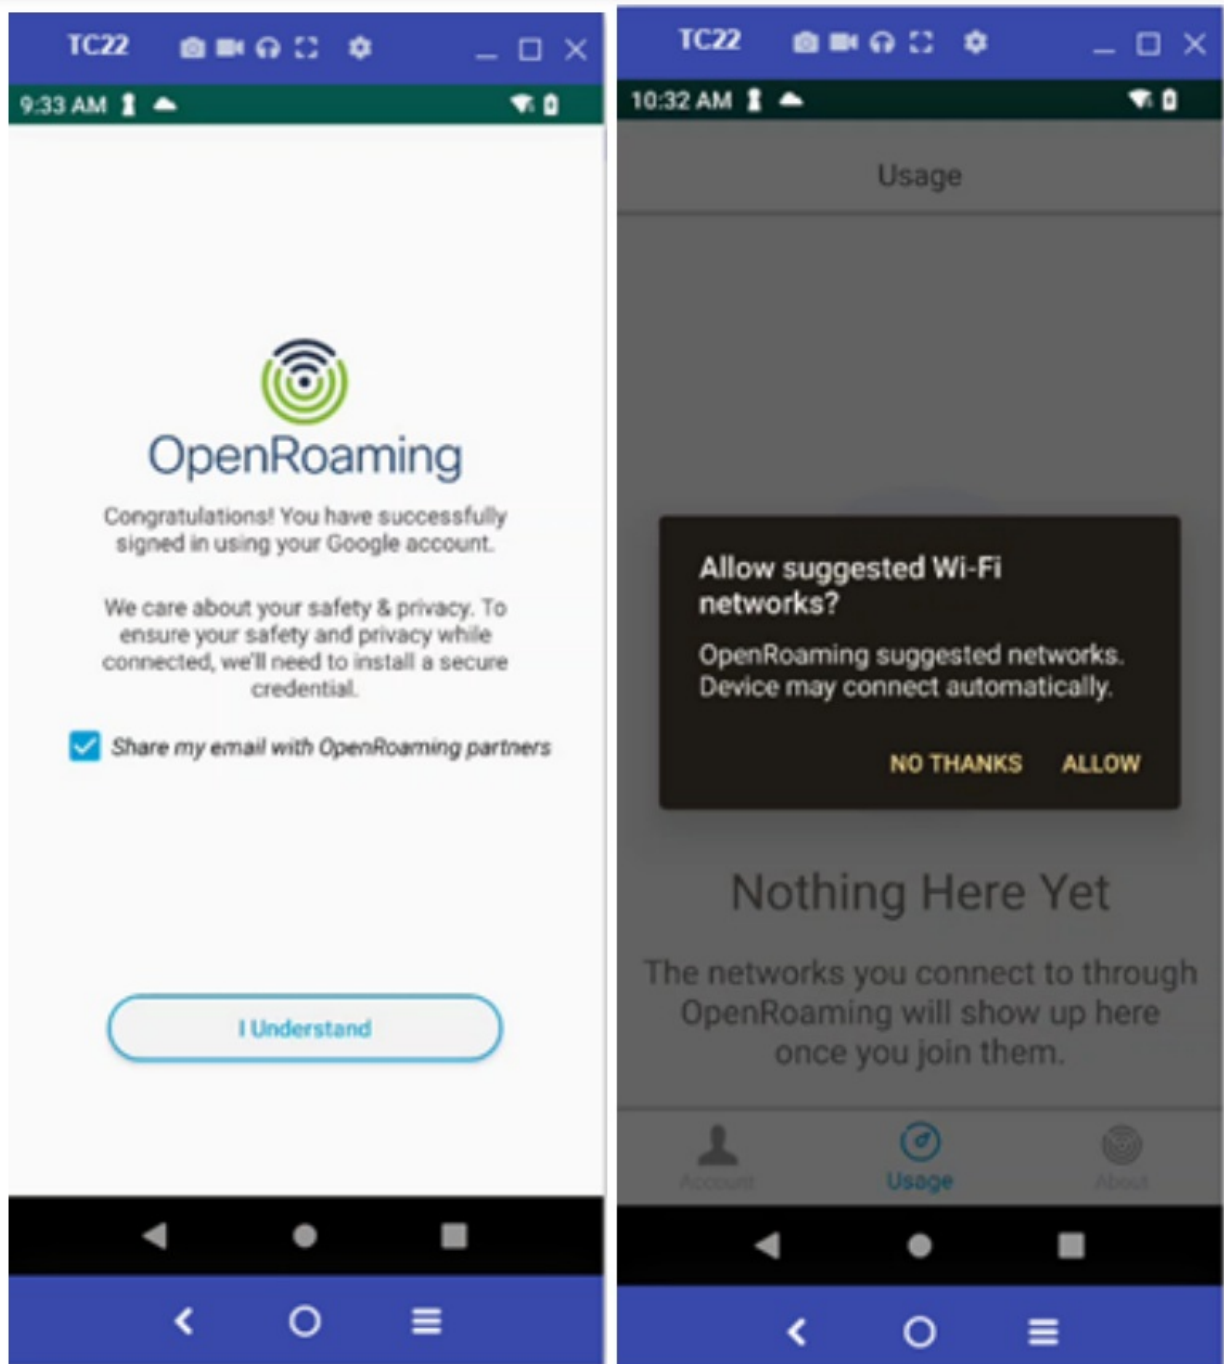 TC22
9:33 AM
OpenRoaming
Congratulations! You have successfully
signed in using your Google account.
We care about your safety & privacy. To
ensure your safety and privacy while
connected, we'll need to install a secure
credential.
Share my email with OpenRoaming partners
I Understand
TC22
10:32 AM
Usage
Allow suggested Wi-Fi
networks?
OpenRoaming suggested networks.
Device may connect automatically.
NO THANKS ALLOW
Nothing Here Yet
The networks you connect to through
OpenRoaming will show up here
once you join them.
Account Usage About